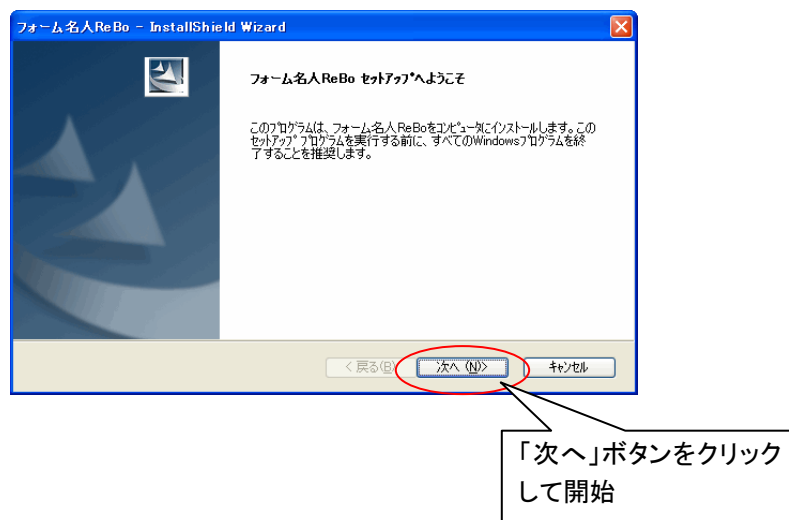 フォーム名人ReBo - InstallShield Wizard
フォーム名人ReBo ｾｯﾄｱｯﾌﾟへようこそ
このﾌﾟﾛｸﾞﾗﾑは、フォーム名人ReBoをｺﾝﾋﾟｭｰﾀにｲﾝｽﾄｰﾙします。この
ｾｯﾄｱｯﾌﾟ ﾌﾟﾛｸﾞﾗﾑを実行する前に、すべてのWindowsﾌﾟﾛｸﾞﾗﾑを終
了することを推奨します。
< 戻る(B)
次へ (N)>
ｷｬﾝｾﾙ
「次へ」ボタンをクリック
して開始